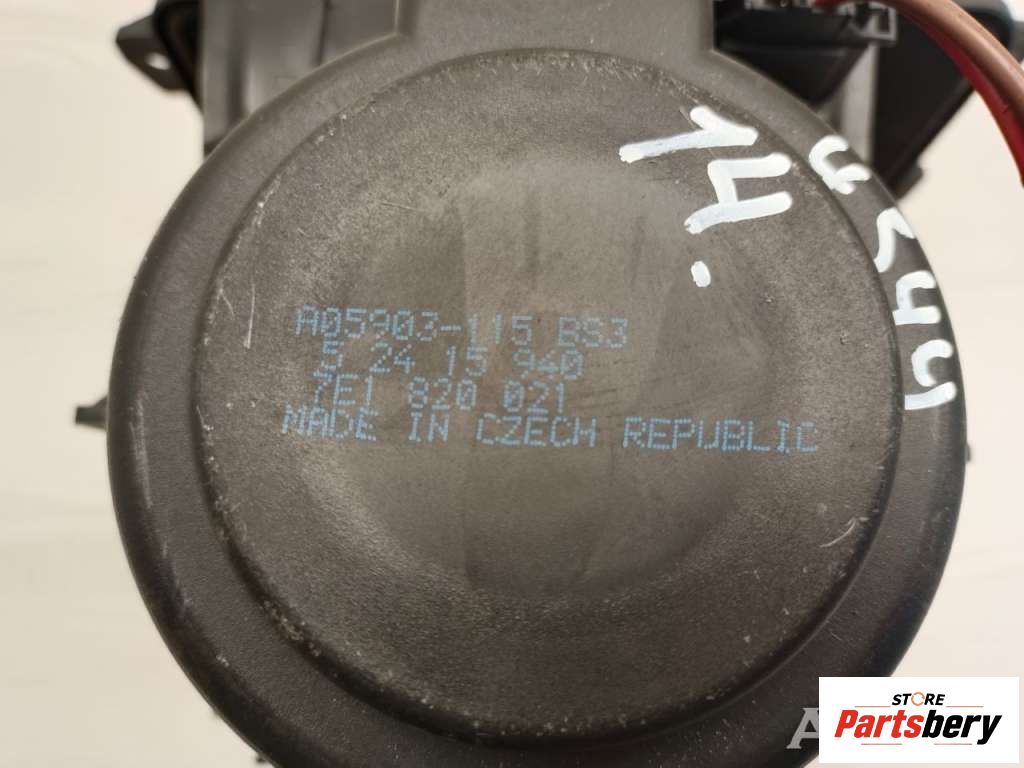 14.
A05903-115 BS3
5 24 15 940
7E1 820 021
MADE IN CZECH REPUBLIC
STORE
Partsbery